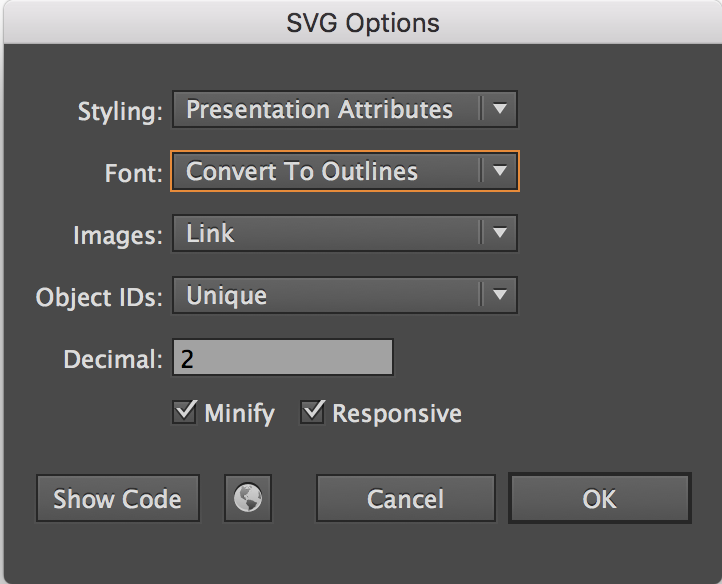 SVG Options
Styling: Presentation Attributes
Font: Convert To Outlines
Images: Link
Object IDs: Unique
Decimal: 2
Minify Responsive
Show Code Cancel OK